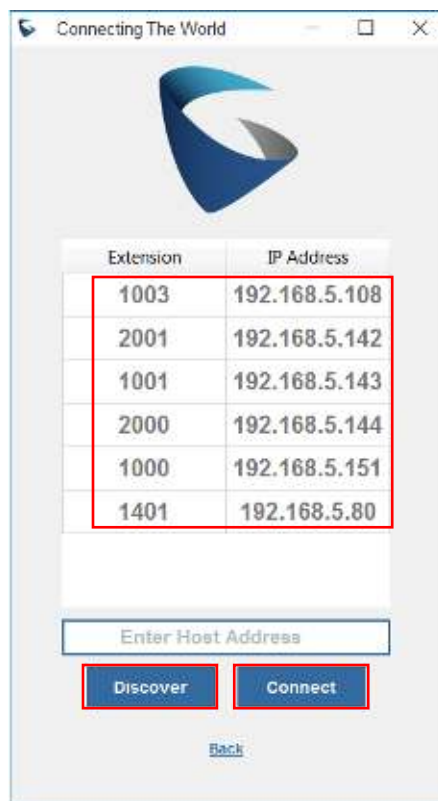 Connecting The World
Extension IP Address
1003 192.168.5.108
2001 192.168.5.142
1001 192.168.5.143
2000 192.168.5.144
1000 192.168.5.151
1401 192.168.5.80
Enter Host Address
Discover Connect
Back